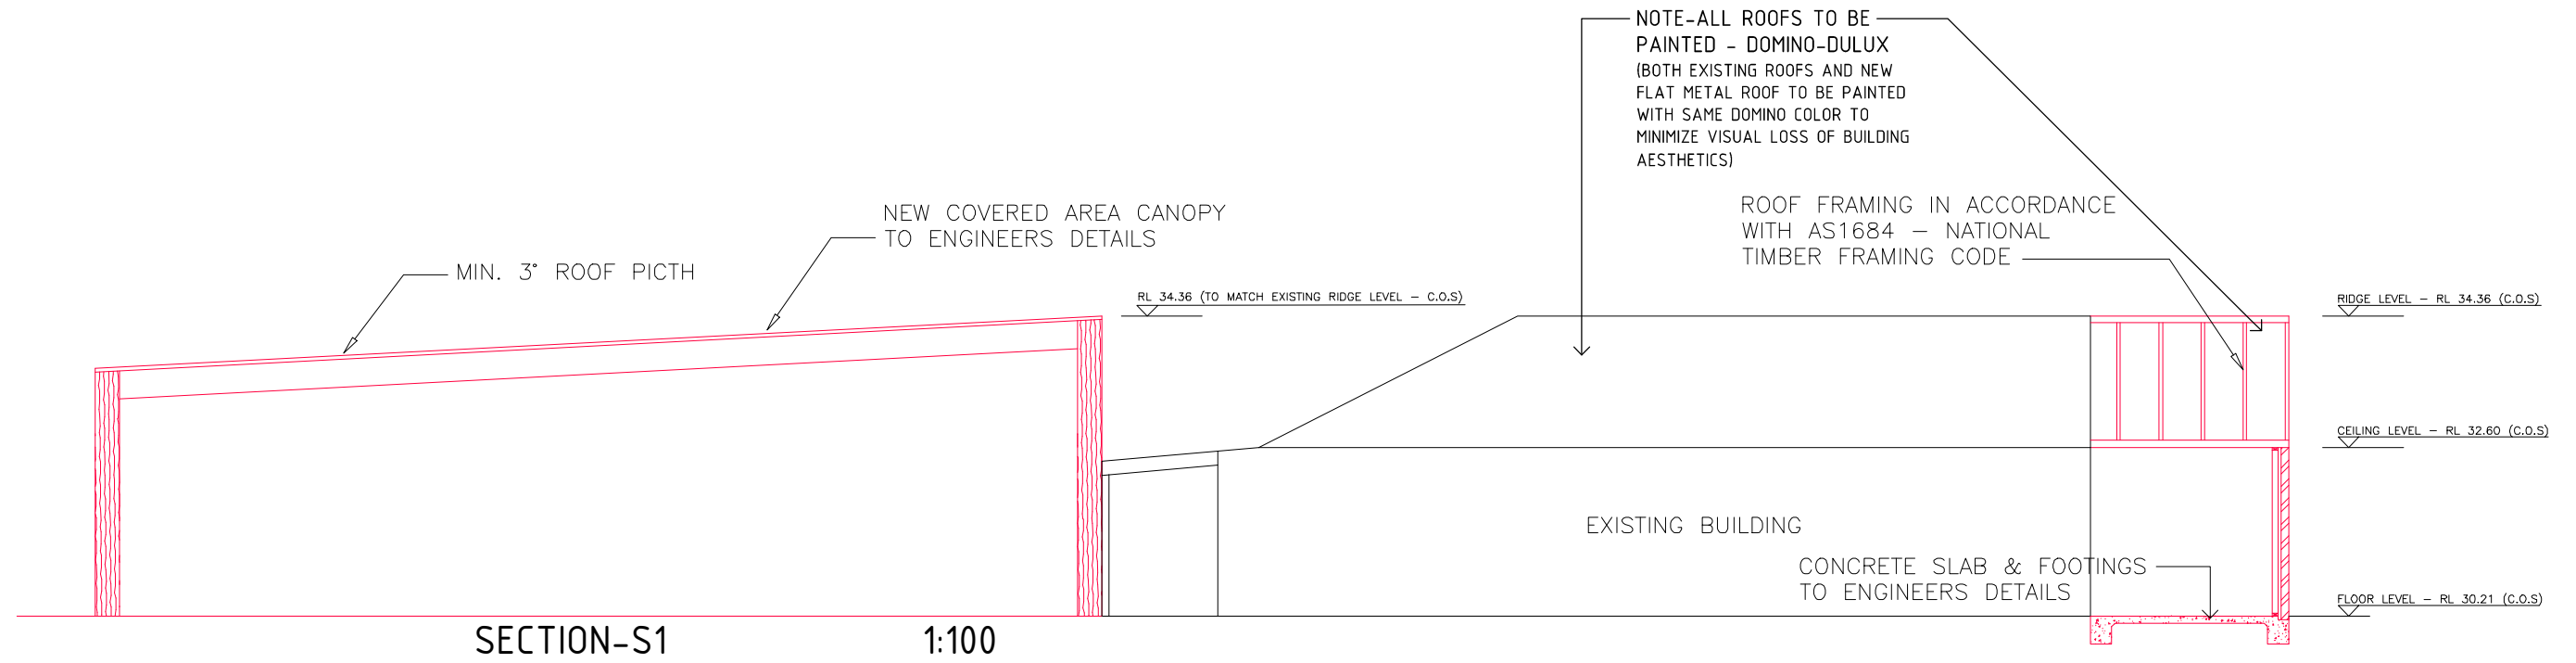 NOTE-ALL ROOFS TO BE
PAINTED - DOMINO-DULUX
(BOTH EXISTING ROOFS AND NEW
FLAT METAL ROOF TO BE PAINTED
WITH SAME DOMINO COLOR TO
MINIMIZE VISUAL LOSS OF BUILDING
AESTHETICS)
ROOF FRAMING IN ACCORDANCE
WITH AS1684 – NATIONAL
TIMBER FRAMING CODE
NEW COVERED AREA CANOPY
TO ENGINEERS DETAILS
MIN. 3° ROOF PICTH
RL 34.36 (TO MATCH EXISTING RIDGE LEVEL – C.O.S)
RIDGE LEVEL – RL 34.36 (C.O.S)
CEILING LEVEL – RL 32.60 (C.O.S)
EXISTING BUILDING
CONCRETE SLAB & FOOTINGS
TO ENGINEERS DETAILS
FLOOR LEVEL – RL 30.21 (C.O.S)
SECTION-S1 1:100